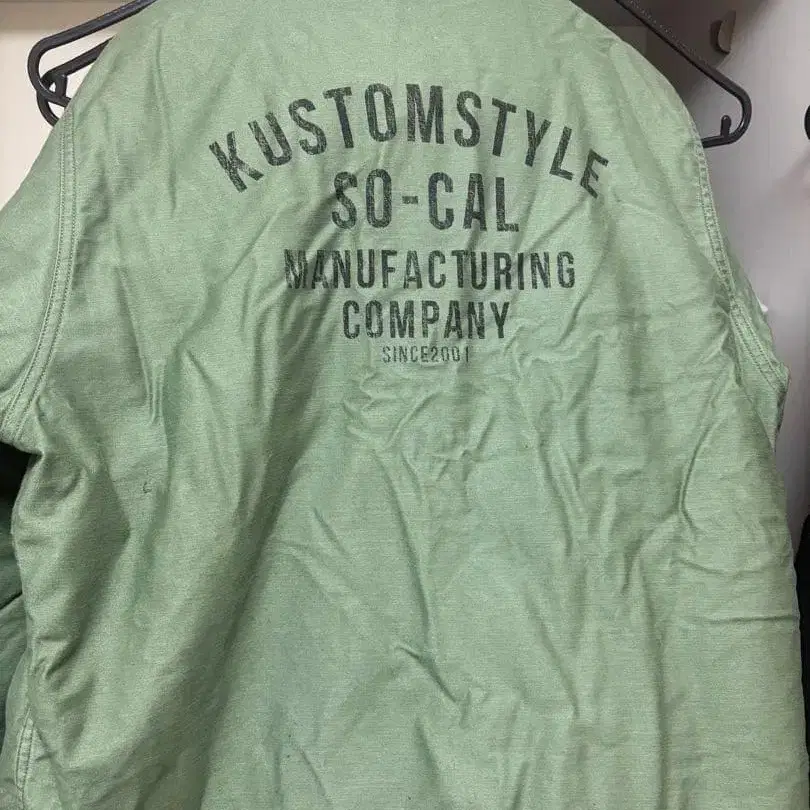 KUSTOMSTYLE
SO-CAL
MANUFACTURING
COMPANY
SINCE2001